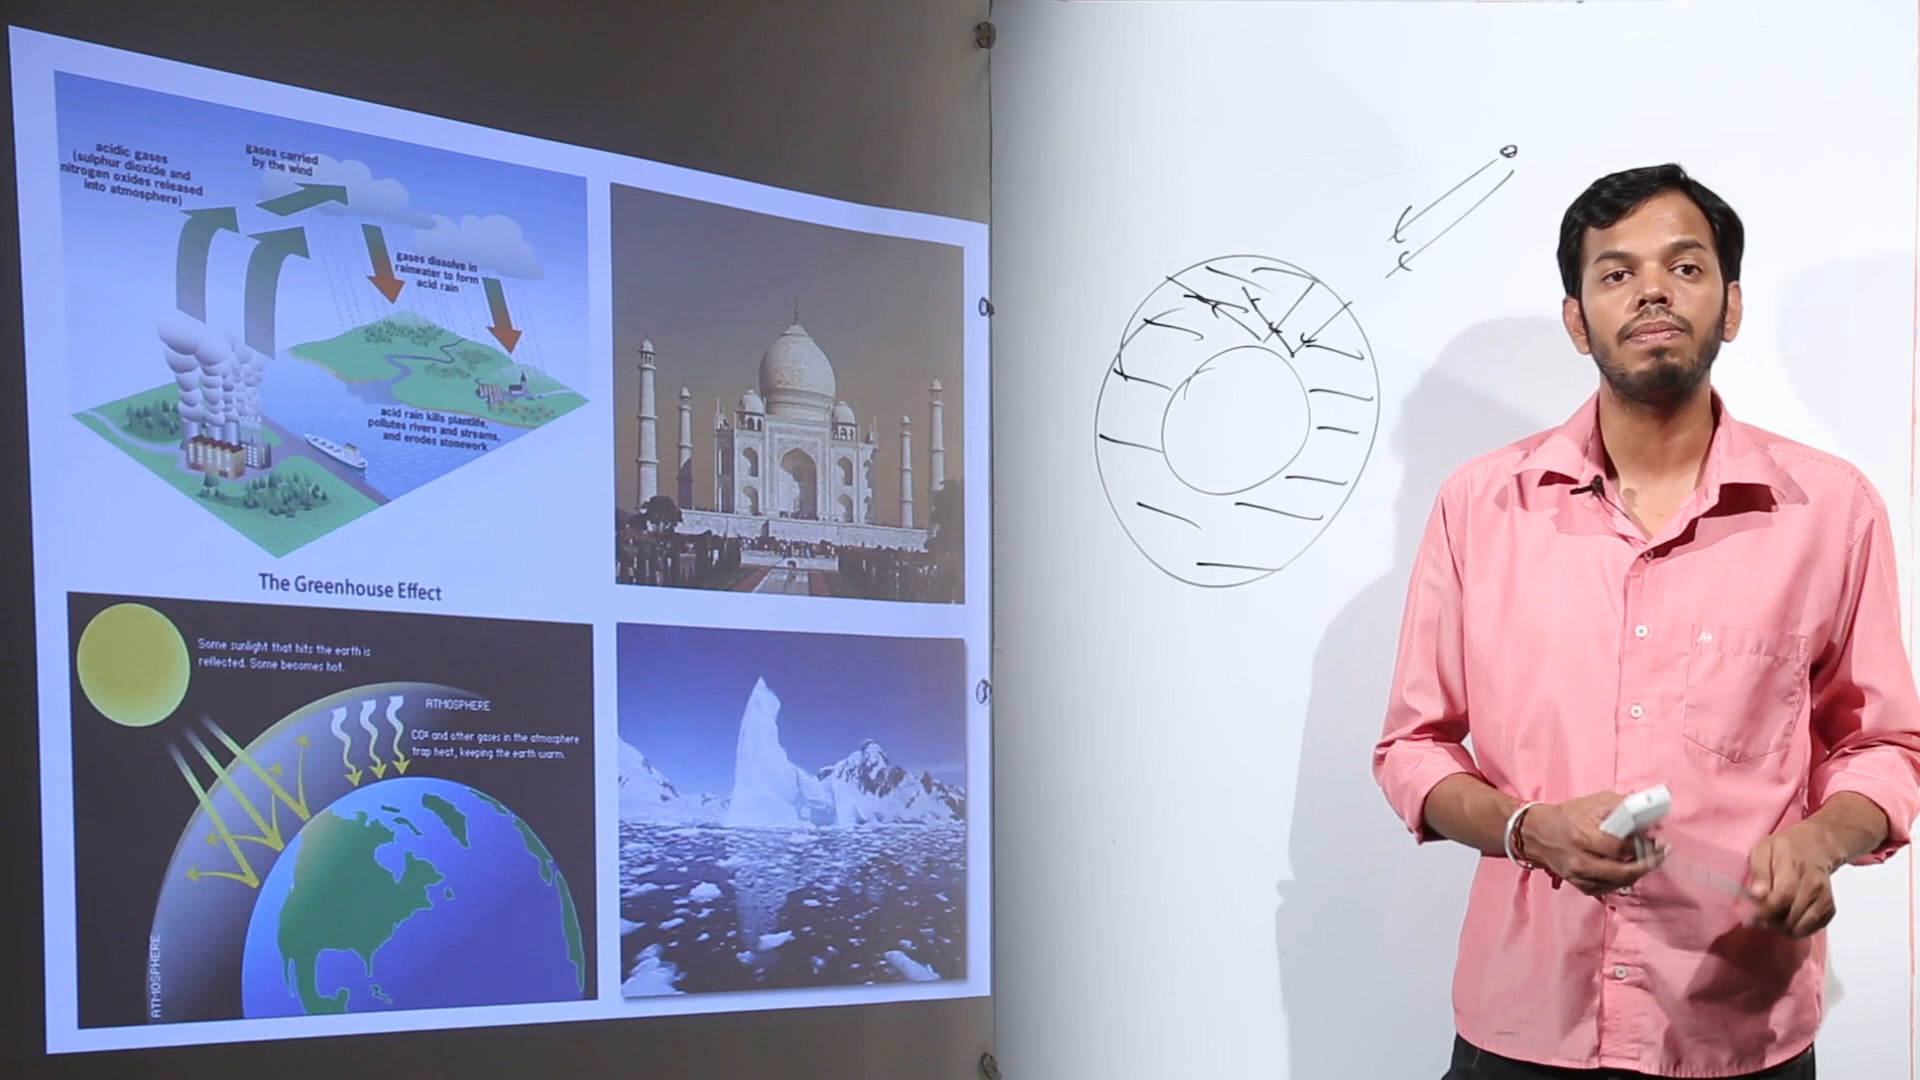 acidic gases
(sulphur dioxide and
nitrogen oxides released
into atmosphere)
gases carried
by the wind
gases dissolve in
rainwater to form
acid rain
acid rain kills plantlife,
pollutes rivers and streams,
and erodes stonework
The Greenhouse Effect
Some sunlight that hits the earth is
reflected. Some becomes hot.
ATMOSPHERE
CO² and other gases in the atmosphere
trap heat, keeping the earth warm.
ATMOSPHERE